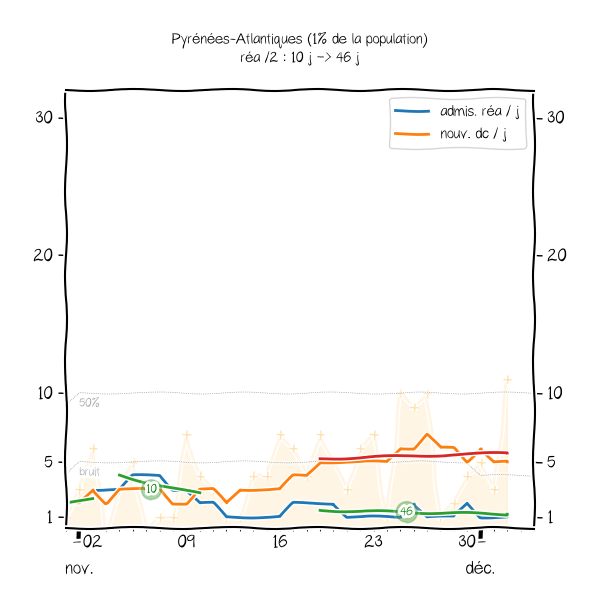 Pyrénées-Atlantiques (1% de la population)
réa /2 : 10 j -> 46 j
admis. réa / j
nouv. dc / j
30 30
20 20
10 10
50%
5 5
bruit
10
46
1 1
02 09 16 23 30
nov. déc.